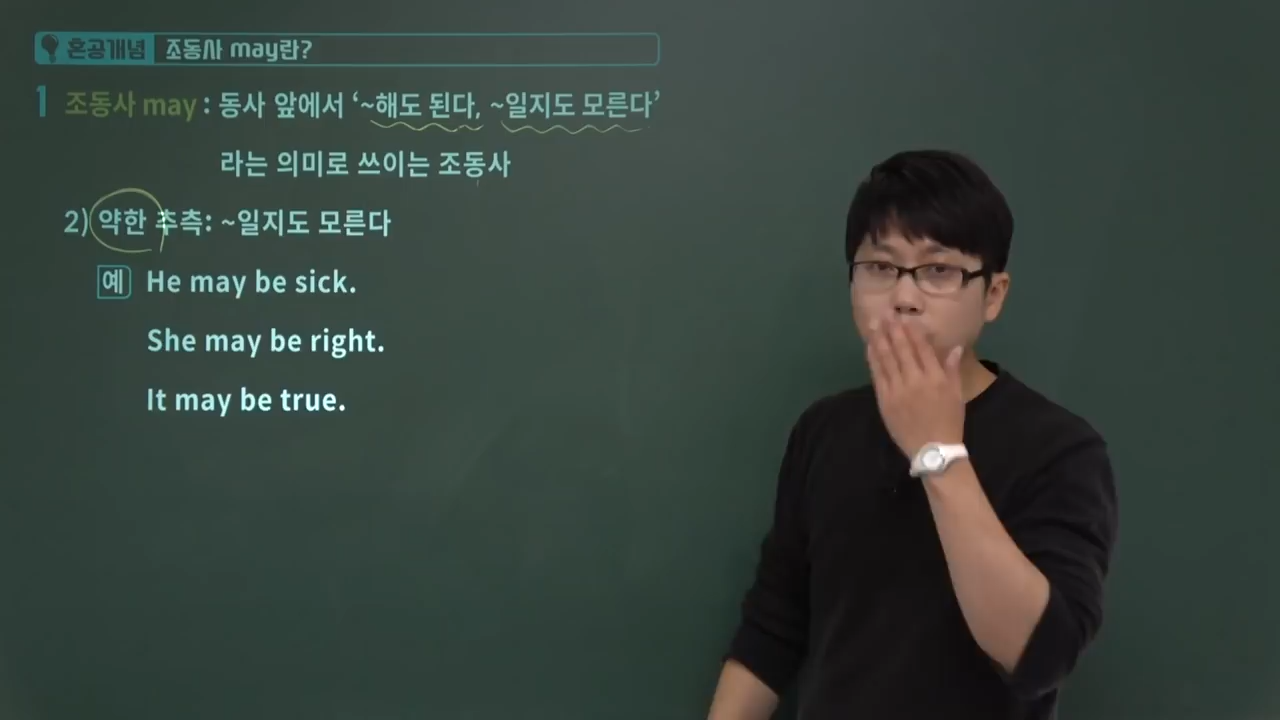 혼공개념 조동사 may란?
1 조동사 may : 동사 앞에서 ‘~해도 된다, ~일지도 모른다’
라는 의미로 쓰이는 조동사
2) 약한 추측: ~일지도 모른다
예 He may be sick.
She may be right.
It may be true.